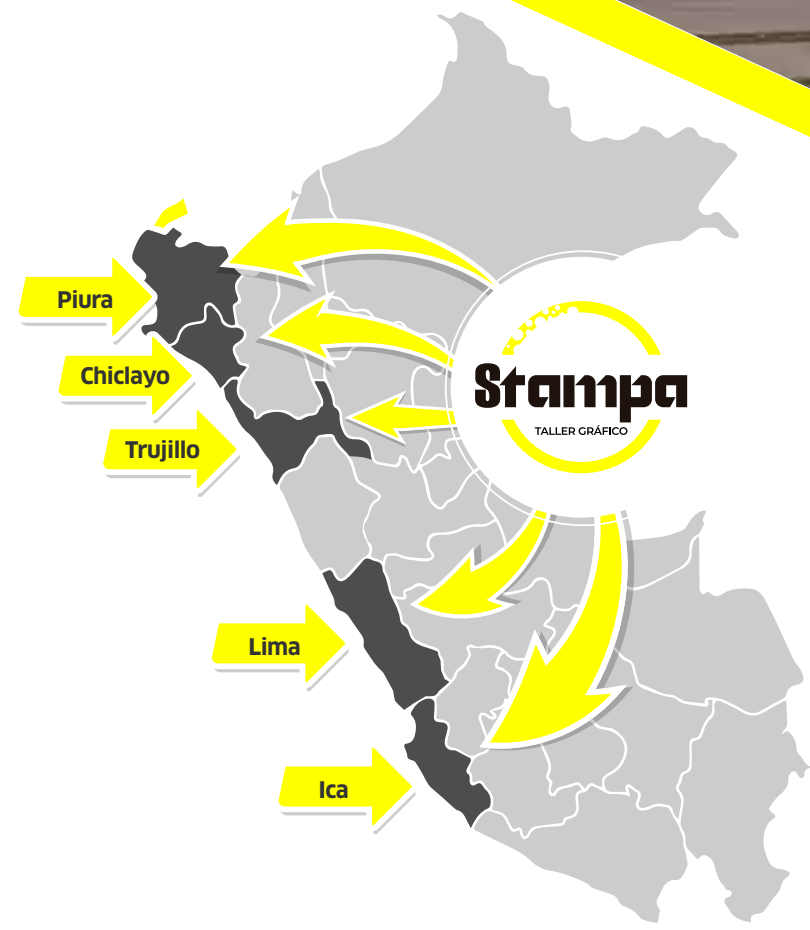 Piura
Chiclayo
Trujillo
Stampa
TALLER GRÁFICO
Lima
Ica